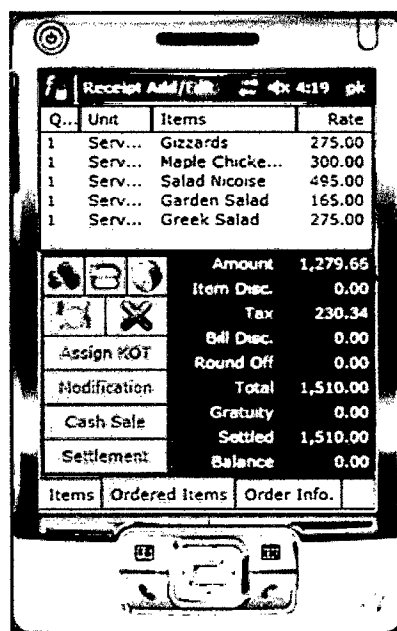 Receipt Add/Edit 4:19 pk
Q... Unit Items Rate
1 Serv... Gizzards 275.00
1 Serv... Maple Chicke... 300.00
1 Serv... Salad Nicoise 495.00
1 Serv... Garden Salad 165.00
1 Serv... Greek Salad 275.00
Amount 1,279.66
Item Disc. 0.00
Tax 230.34
Bill Disc. 0.00
Assign KOT
Round Off 0.00
Modification
Total 1,510.00
Cash Sale
Gratuity 0.00
Settled 1,510.00
Settlement
Balance 0.00
Items Ordered Items Order Info.